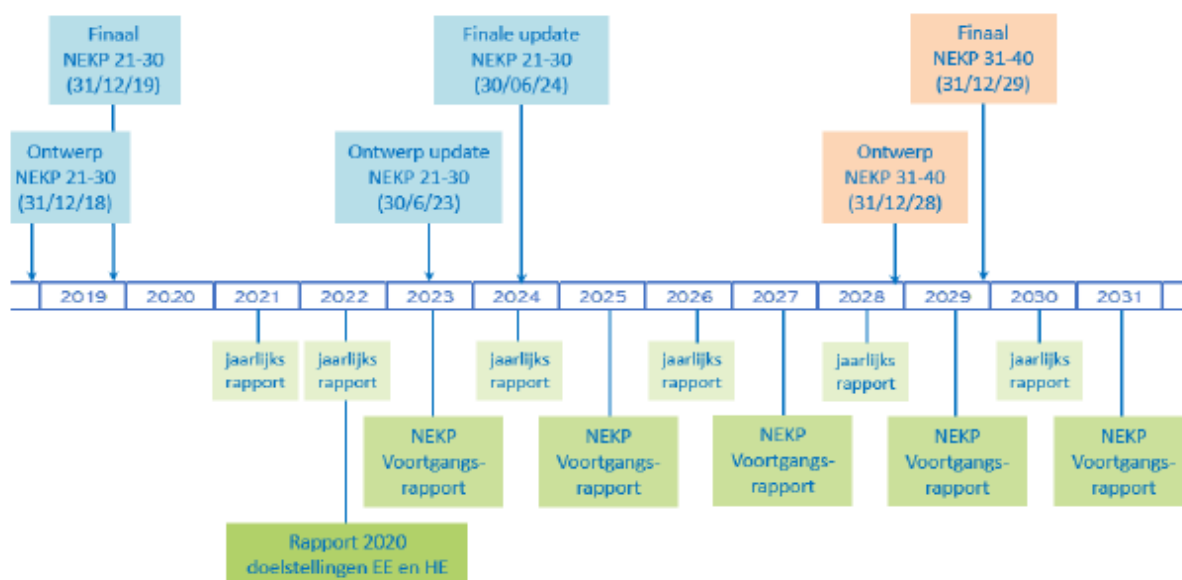 Finaal
NEKP 21-30
(31/12/19)
Finale update
NEKP 21-30
(30/06/24)
Finaal
NEKP 31-40
(31/12/29)
Ontwerp
NEKP 21-30
(31/12/18)
Ontwerp update
NEKP 21-30
(30/6/23)
Ontwerp
NEKP 31-40
(31/12/28)
2019 2020 2021 2022 2023 2024 2025 2026 2027 2028 2029 2030 2031
jaarlijks
rapport
jaarlijks
rapport
jaarlijks
rapport
jaarlijks
rapport
jaarlijks
rapport
jaarlijks
rapport
NEKP
Voortgangs-
rapport
NEKP
Voortgangs-
rapport
NEKP
Voortgangs-
rapport
NEKP
Voortgangs-
rapport
NEKP
Voortgangs-
rapport
Rapport 2020
doelstellingen EE en HE